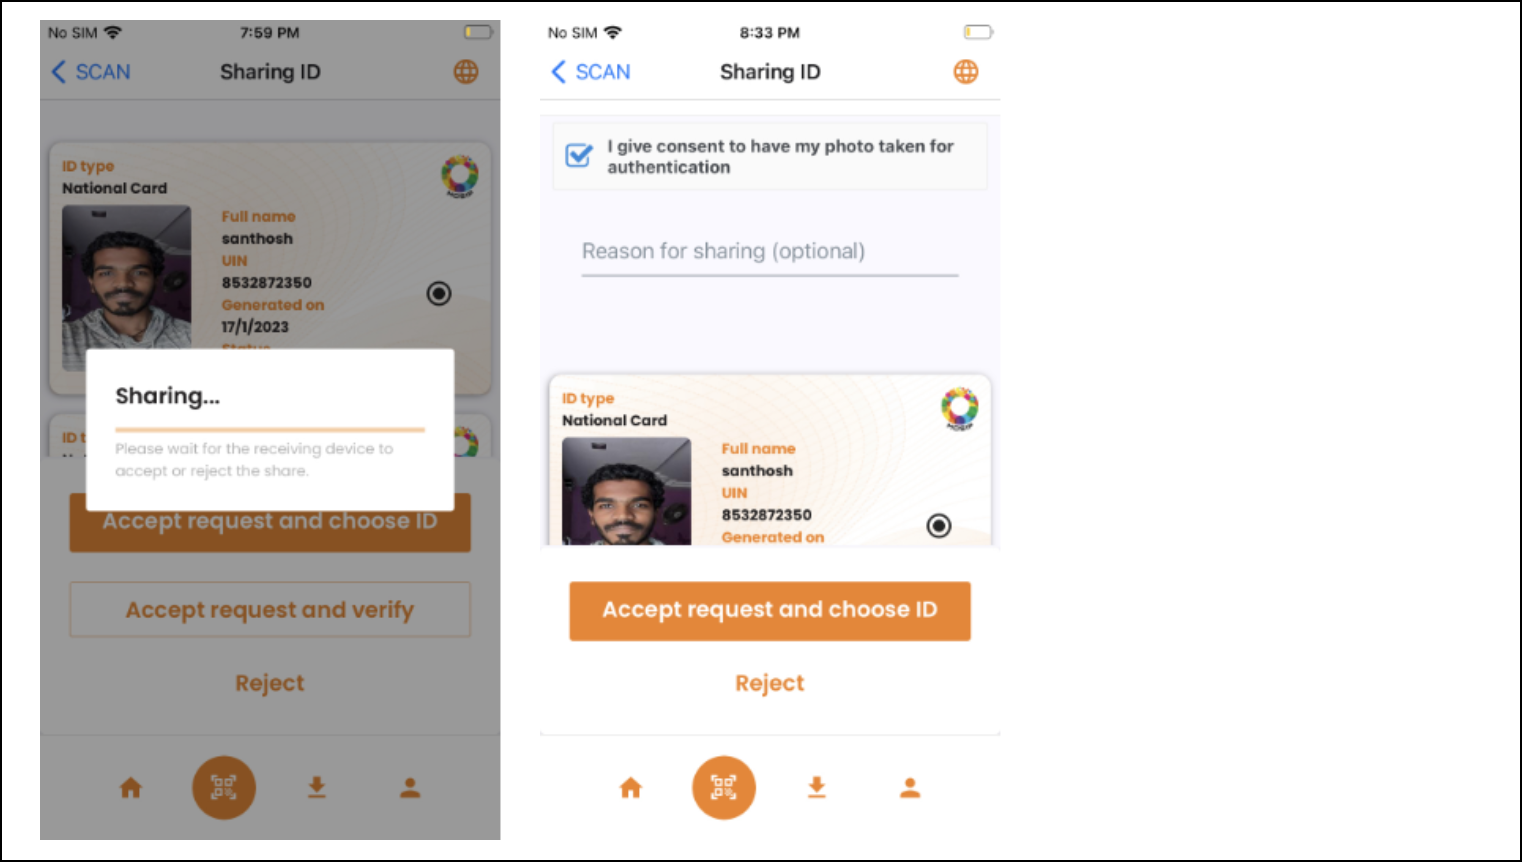 No SIM
7:59 PM
SCAN
Sharing ID
ID type
National Card
MOSIP
Full name
santhosh
UIN
8532872350
Generated on
17/1/2023
Status
Sharing...
Please wait for the receiving device to
accept or reject the share.
Accept request and choose ID
Accept request and verify
Reject
No SIM
8:33 PM
SCAN
Sharing ID
I give consent to have my photo taken for
authentication
Reason for sharing (optional)
ID type
National Card
MOSIP
Full name
santhosh
UIN
8532872350
Generated on
Accept request and choose ID
Reject